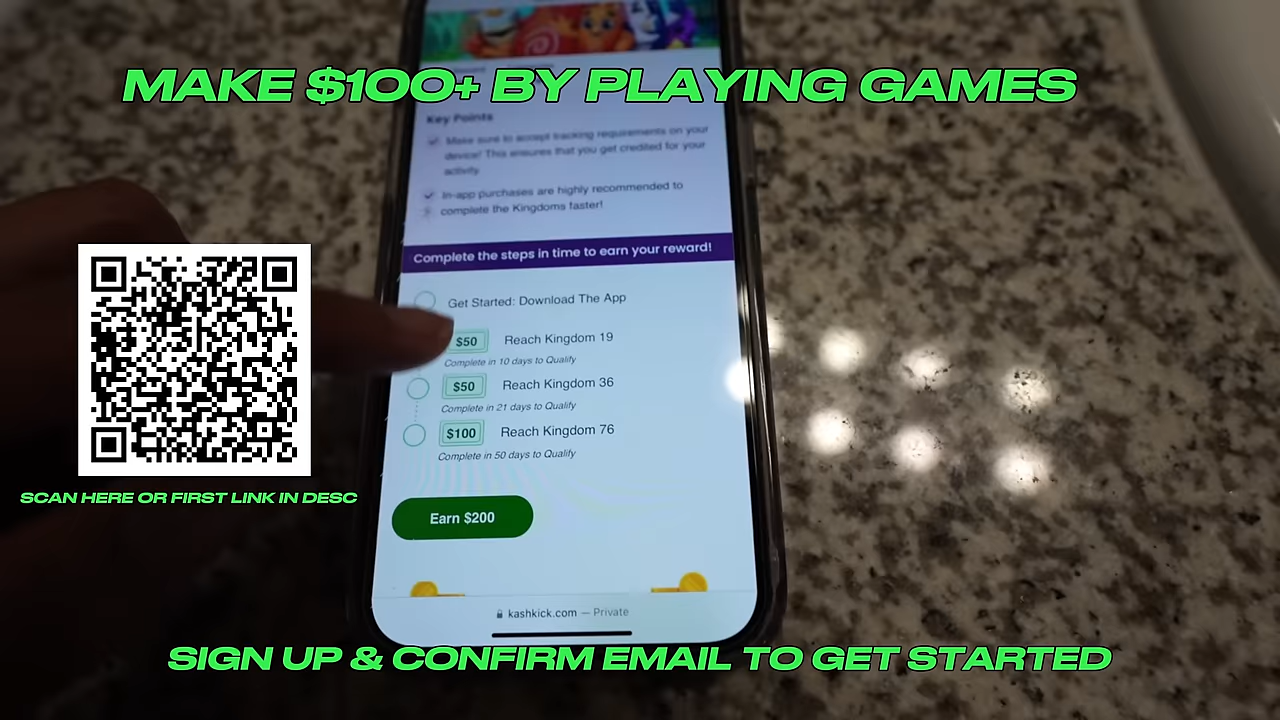 MAKE $100+ BY PLAYING GAMES
Key Points
Make sure to accept tracking requirements on your
device! This ensures that you get credited for your
activity.
In-app purchases are highly recommended to
complete the Kingdoms faster!
Complete the steps in time to earn your reward!
Get Started: Download The App
$50 Reach Kingdom 19
Complete in 10 days to Qualify
$50 Reach Kingdom 36
Complete in 21 days to Qualify
$100 Reach Kingdom 76
Complete in 50 days to Qualify
SCAN HERE OR FIRST LINK IN DESC
Earn $200
kashkick.com — Private
SIGN UP & CONFIRM EMAIL TO GET STARTED